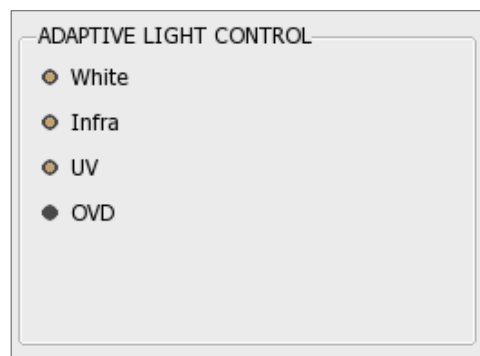 ADAPTIVE LIGHT CONTROL
White
Infra
UV
OVD